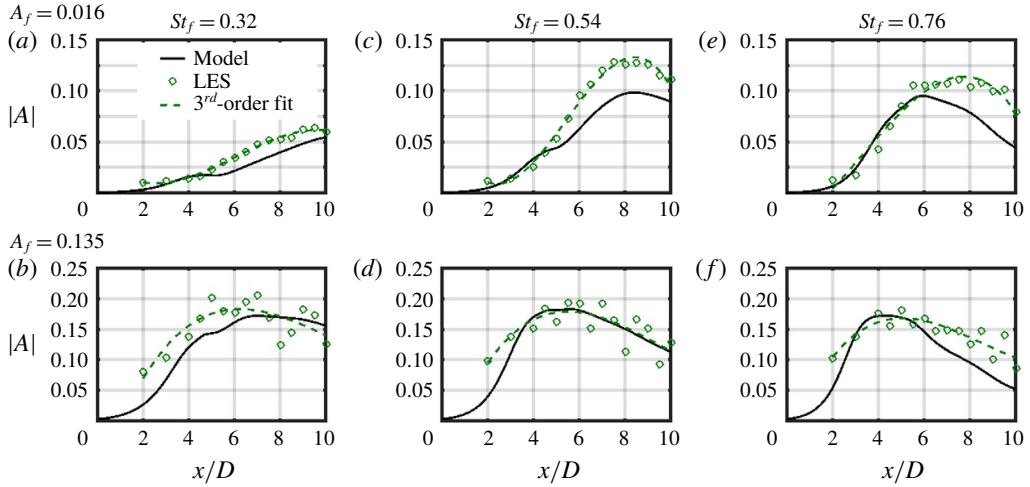 A_f = 0.016
St_f = 0.32
St_f = 0.54
St_f = 0.76
(a)
(c)
(e)
0.15
0.10
0.05
|A|
Model
LES
3^rd-order fit
0 2 4 6 8 10
0.15
0.10
0.05
0 2 4 6 8 10
0.15
0.10
0.05
0 2 4 6 8 10
A_f = 0.135
(b)
(d)
(f)
0.25
0.20
0.15
0.10
0.05
|A|
0 2 4 6 8 10
x/D
0.25
0.20
0.15
0.10
0.05
0 2 4 6 8 10
x/D
0.25
0.20
0.15
0.10
0.05
0 2 4 6 8 10
x/D